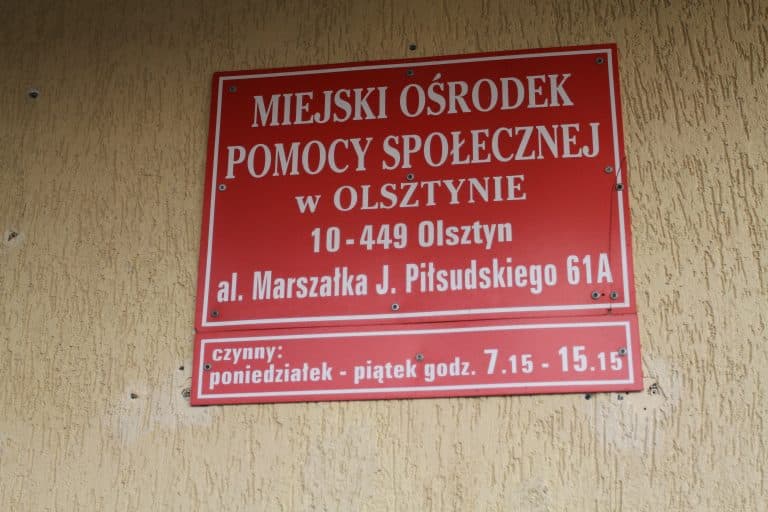 MIEJSKI OŚRODEK
POMOCY SPOŁECZNEJ
w OLSZTYNIE
10-449 Olsztyn
al. Marszałka J. Piłsudskiego 61A
czynny:
poniedziałek - piątek godz. 7.15 - 15.15